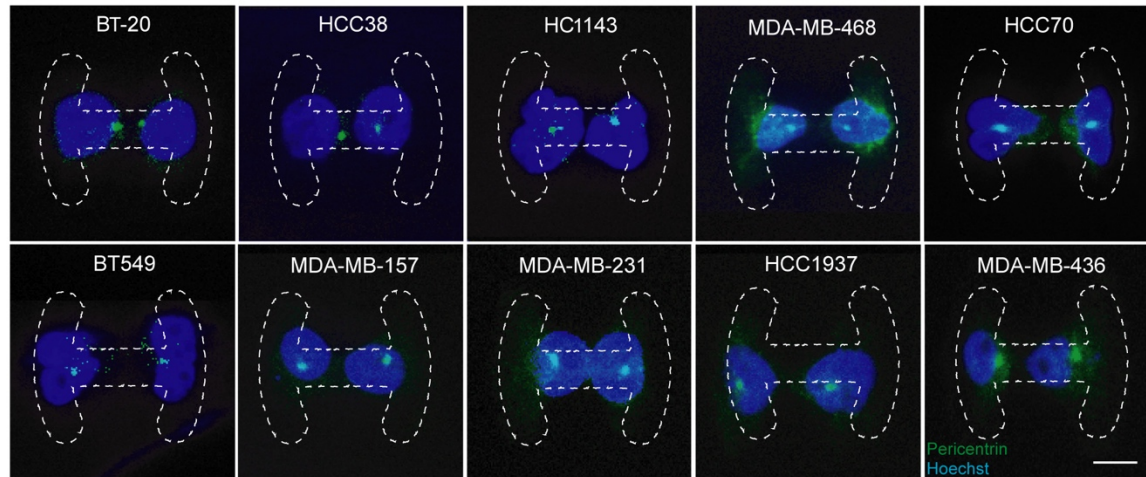 BT-20
HCC38
HC1143
MDA-MB-468
HCC70
BT549
MDA-MB-157
MDA-MB-231
HCC1937
MDA-MB-436
Pericentrin
Hoechst